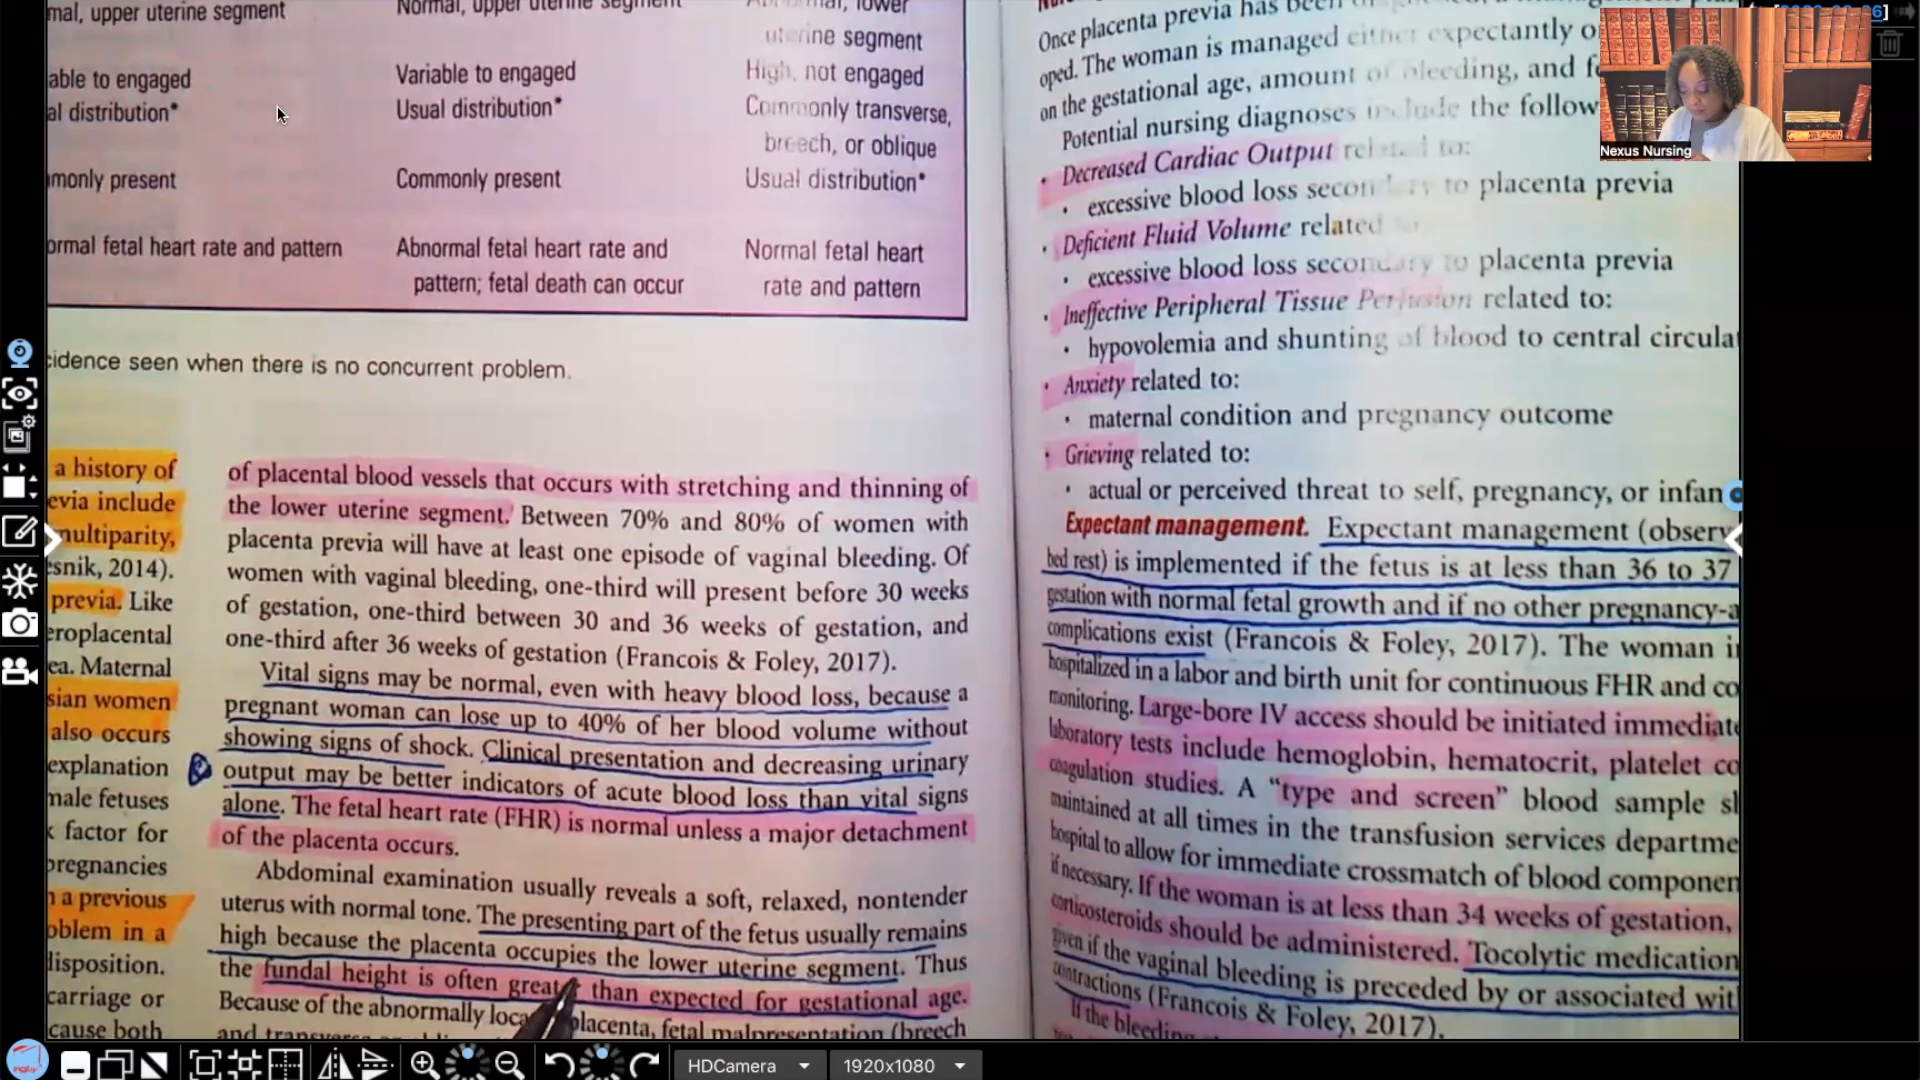 mal, upper uterine segment
Normal, upper uterine segment
Abnormal, lower
uterine segment
able to engaged
Variable to engaged
High, not engaged
al distribution*
Usual distribution*
Commonly transverse,
breech, or oblique
monly present
Commonly present
Usual distribution*
ormal fetal heart rate and pattern
Abnormal fetal heart rate and
pattern; fetal death can occur
Normal fetal heart
rate and pattern
cidence seen when there is no concurrent problem.
a history of
evia include
multiparity,
esnik, 2014).
previa. Like
eroplacental
ea. Maternal
sian women
also occurs
explanation
male fetuses
k factor for
pregnancies
a previous
oblem in a
disposition.
carriage or
cause both
of placental blood vessels that occurs with stretching and thinning of
the lower uterine segment. Between 70% and 80% of women with
placenta previa will have at least one episode of vaginal bleeding. Of
women with vaginal bleeding, one-third will present before 30 weeks
of gestation, one-third between 30 and 36 weeks of gestation, and
one-third after 36 weeks of gestation (Francois & Foley, 2017).
Vital signs may be normal, even with heavy blood loss, because a
pregnant woman can lose up to 40% of her blood volume without
showing signs of shock. Clinical presentation and decreasing urinary
output may be better indicators of acute blood loss than vital signs
alone. The fetal heart rate (FHR) is normal unless a major detachment
of the placenta occurs.
Abdominal examination usually reveals a soft, relaxed, nontender
uterus with normal tone. The presenting part of the fetus usually remains
high because the placenta occupies the lower uterine segment. Thus
the fundal height is often greater than expected for gestational age.
Because of the abnormally loca placenta, fetal malpresentation (breech
and transverse
Once placenta previa has been
oped. The woman is managed either expectantly o
on the gestational age, amount of bleeding, and f
Potential nursing diagnoses include the follow
• Decreased Cardiac Output related to:
• excessive blood loss secondary to placenta previa
• Deficient Fluid Volume related to
• excessive blood loss secondary to placenta previa
• Ineffective Peripheral Tissue Perfusion related to:
• hypovolemia and shunting of blood to central circula
• Anxiety related to:
• maternal condition and pregnancy outcome
• Grieving related to:
• actual or perceived threat to self, pregnancy, or infan
Expectant management. Expectant management (observ
bed rest) is implemented if the fetus is at less than 36 to 37
gestation with normal fetal growth and if no other pregnancy-a
complications exist (Francois & Foley, 2017). The woman i
hospitalized in a labor and birth unit for continuous FHR and co
monitoring. Large-bore IV access should be initiated immediate
laboratory tests include hemoglobin, hematocrit, platelet co
coagulation studies. A “type and screen” blood sample sl
maintained at all times in the transfusion services departme
hospital to allow for immediate crossmatch of blood componen
if necessary. If the woman is at less than 34 weeks of gestation,
corticosteroids should be administered. Tocolytic medication
given if the vaginal bleeding is preceded by or associated wit
contractions (Francois & Foley, 2017).
If the bleeding
Nexus Nursing
HDCamera
1920x1080